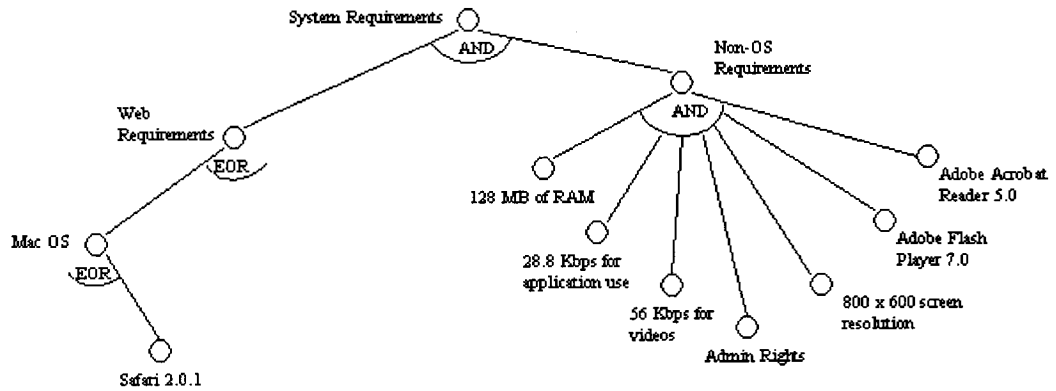 System Requirements
AND
Non-OS
Requirements
Web
Requirements
EOR
AND
128 MB of RAM
Adobe Acrobat
Reader 5.0
Mac OS
EOR
28.8 Kbps for
application use
Adobe Flash
Player 7.0
56 Kbps for
videos
800 x 600 screen
resolution
Admin Rights
Safari 2.0.1